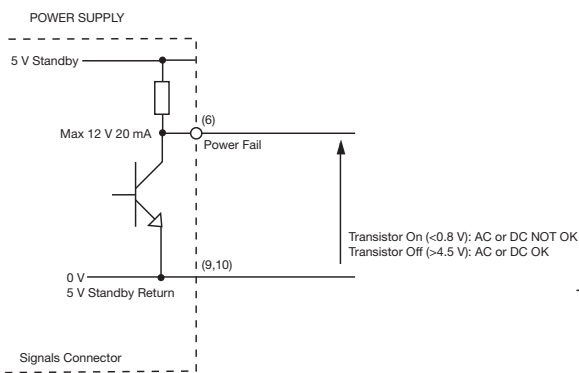 POWER SUPPLY
5 V Standby
(6)
Max 12 V 20 mA
Power Fail
Transistor On (<0.8 V): AC or DC NOT OK
Transistor Off (>4.5 V): AC or DC OK
(9,10)
0 V
5 V Standby Return
Signals Connector